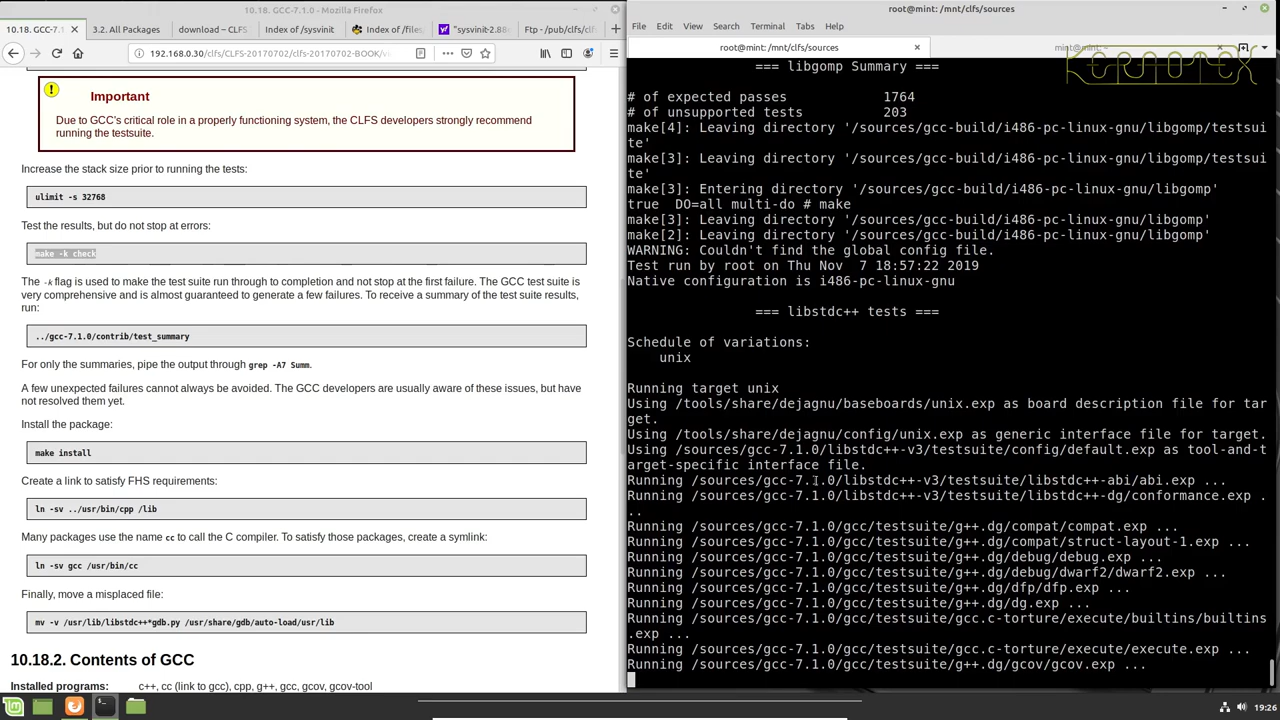 10.18. GCC-7.1.0 - Mozilla Firefox
10.18. GCC-7.1
3.2. All Packages
download – CLFS
Index of /sysvinit
Index of /files
"sysvinit-2.88
Ftp - /pub/clfs/c
192.168.0.30/clfs/CLFS-20170702/clfs-20170702-BOOK/
Important
Due to GCC's critical role in a properly functioning system, the CLFS developers strongly recommend
running the testsuite.
Increase the stack size prior to running the tests:
ulimit -s 32768
Test the results, but do not stop at errors:
make -k check
The -k flag is used to make the test suite run through to completion and not stop at the first failure. The GCC test suite is
very comprehensive and is almost guaranteed to generate a few failures. To receive a summary of the test suite results,
run:
../gcc-7.1.0/contrib/test_summary
For only the summaries, pipe the output through grep -A7 Summ.
A few unexpected failures cannot always be avoided. The GCC developers are usually aware of these issues, but have
not resolved them yet.
Install the package:
make install
Create a link to satisfy FHS requirements:
ln -sv ../usr/bin/cpp /lib
Many packages use the name cc to call the C compiler. To satisfy those packages, create a symlink:
ln -sv gcc /usr/bin/cc
Finally, move a misplaced file:
mv -v /usr/lib/libstdc++*gdb.py /usr/share/gdb/auto-load/usr/lib
10.18.2. Contents of GCC
Installed programs: c++, cc (link to gcc), cpp, g++, gcc, gcov, gcov-tool
root@mint: /mnt/clfs/sources
File Edit View Search Terminal Tabs Help
root@mint: /mnt/clfs/sources
root@mint: ~
KERNOTEX
=== libgomp Summary ===
# of expected passes 1764
# of unsupported tests 203
make[4]: Leaving directory '/sources/gcc-build/i486-pc-linux-gnu/libgomp/testsui
te'
make[3]: Leaving directory '/sources/gcc-build/i486-pc-linux-gnu/libgomp/testsui
te'
make[3]: Entering directory '/sources/gcc-build/i486-pc-linux-gnu/libgomp'
true DO=all multi-do # make
make[3]: Leaving directory '/sources/gcc-build/i486-pc-linux-gnu/libgomp'
make[2]: Leaving directory '/sources/gcc-build/i486-pc-linux-gnu/libgomp'
WARNING: Couldn't find the global config file.
Test run by root on Thu Nov  7 18:57:22 2019
Native configuration is i486-pc-linux-gnu
=== libstdc++ tests ===
Schedule of variations:
unix
Running target unix
Using /tools/share/dejagnu/baseboards/unix.exp as board description file for tar
get.
Using /tools/share/dejagnu/config/unix.exp as generic interface file for target.
Using /sources/gcc-7.1.0/libstdc++-v3/testsuite/config/default.exp as tool-and-t
arget-specific interface file.
Running /sources/gcc-7.1.0/libstdc++-v3/testsuite/libstdc++-abi/abi.exp ...
Running /sources/gcc-7.1.0/libstdc++-v3/testsuite/libstdc++-dg/conformance.exp .
..
Running /sources/gcc-7.1.0/gcc/testsuite/g++.dg/compat/compat.exp ...
Running /sources/gcc-7.1.0/gcc/testsuite/g++.dg/compat/struct-layout-1.exp ...
Running /sources/gcc-7.1.0/gcc/testsuite/g++.dg/debug/debug.exp ...
Running /sources/gcc-7.1.0/gcc/testsuite/g++.dg/debug/dwarf2/dwarf2.exp ...
Running /sources/gcc-7.1.0/gcc/testsuite/g++.dg/dfp/dfp.exp ...
Running /sources/gcc-7.1.0/gcc/testsuite/g++.dg/dg.exp ...
Running /sources/gcc-7.1.0/gcc/testsuite/gcc.c-torture/execute/builtins/builtins
.exp ...
Running /sources/gcc-7.1.0/gcc/testsuite/gcc.c-torture/execute/execute.exp ...
Running /sources/gcc-7.1.0/gcc/testsuite/gcc.dg/gcov/gcov.exp ...
19:26